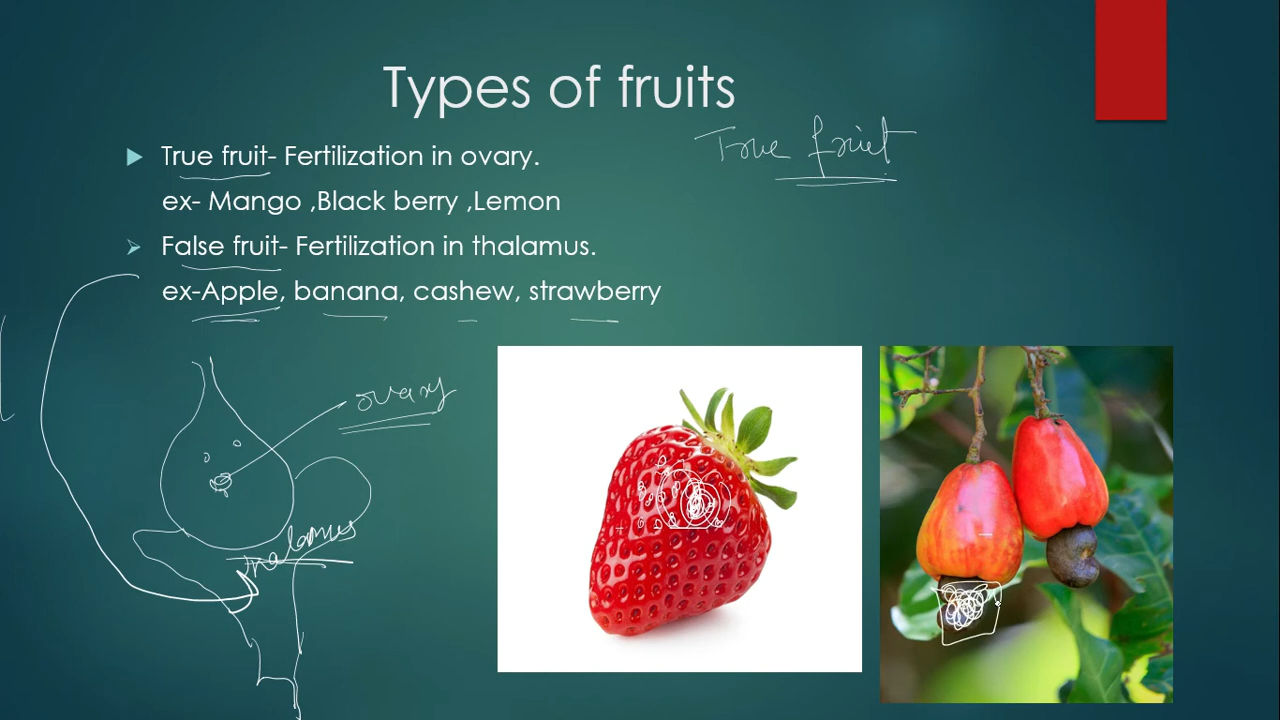 Types of fruits
True fruit
True fruit- Fertilization in ovary.
ex- Mango ,Black berry ,Lemon
False fruit- Fertilization in thalamus.
ex-Apple, banana, cashew, strawberry
ovary
thalamus